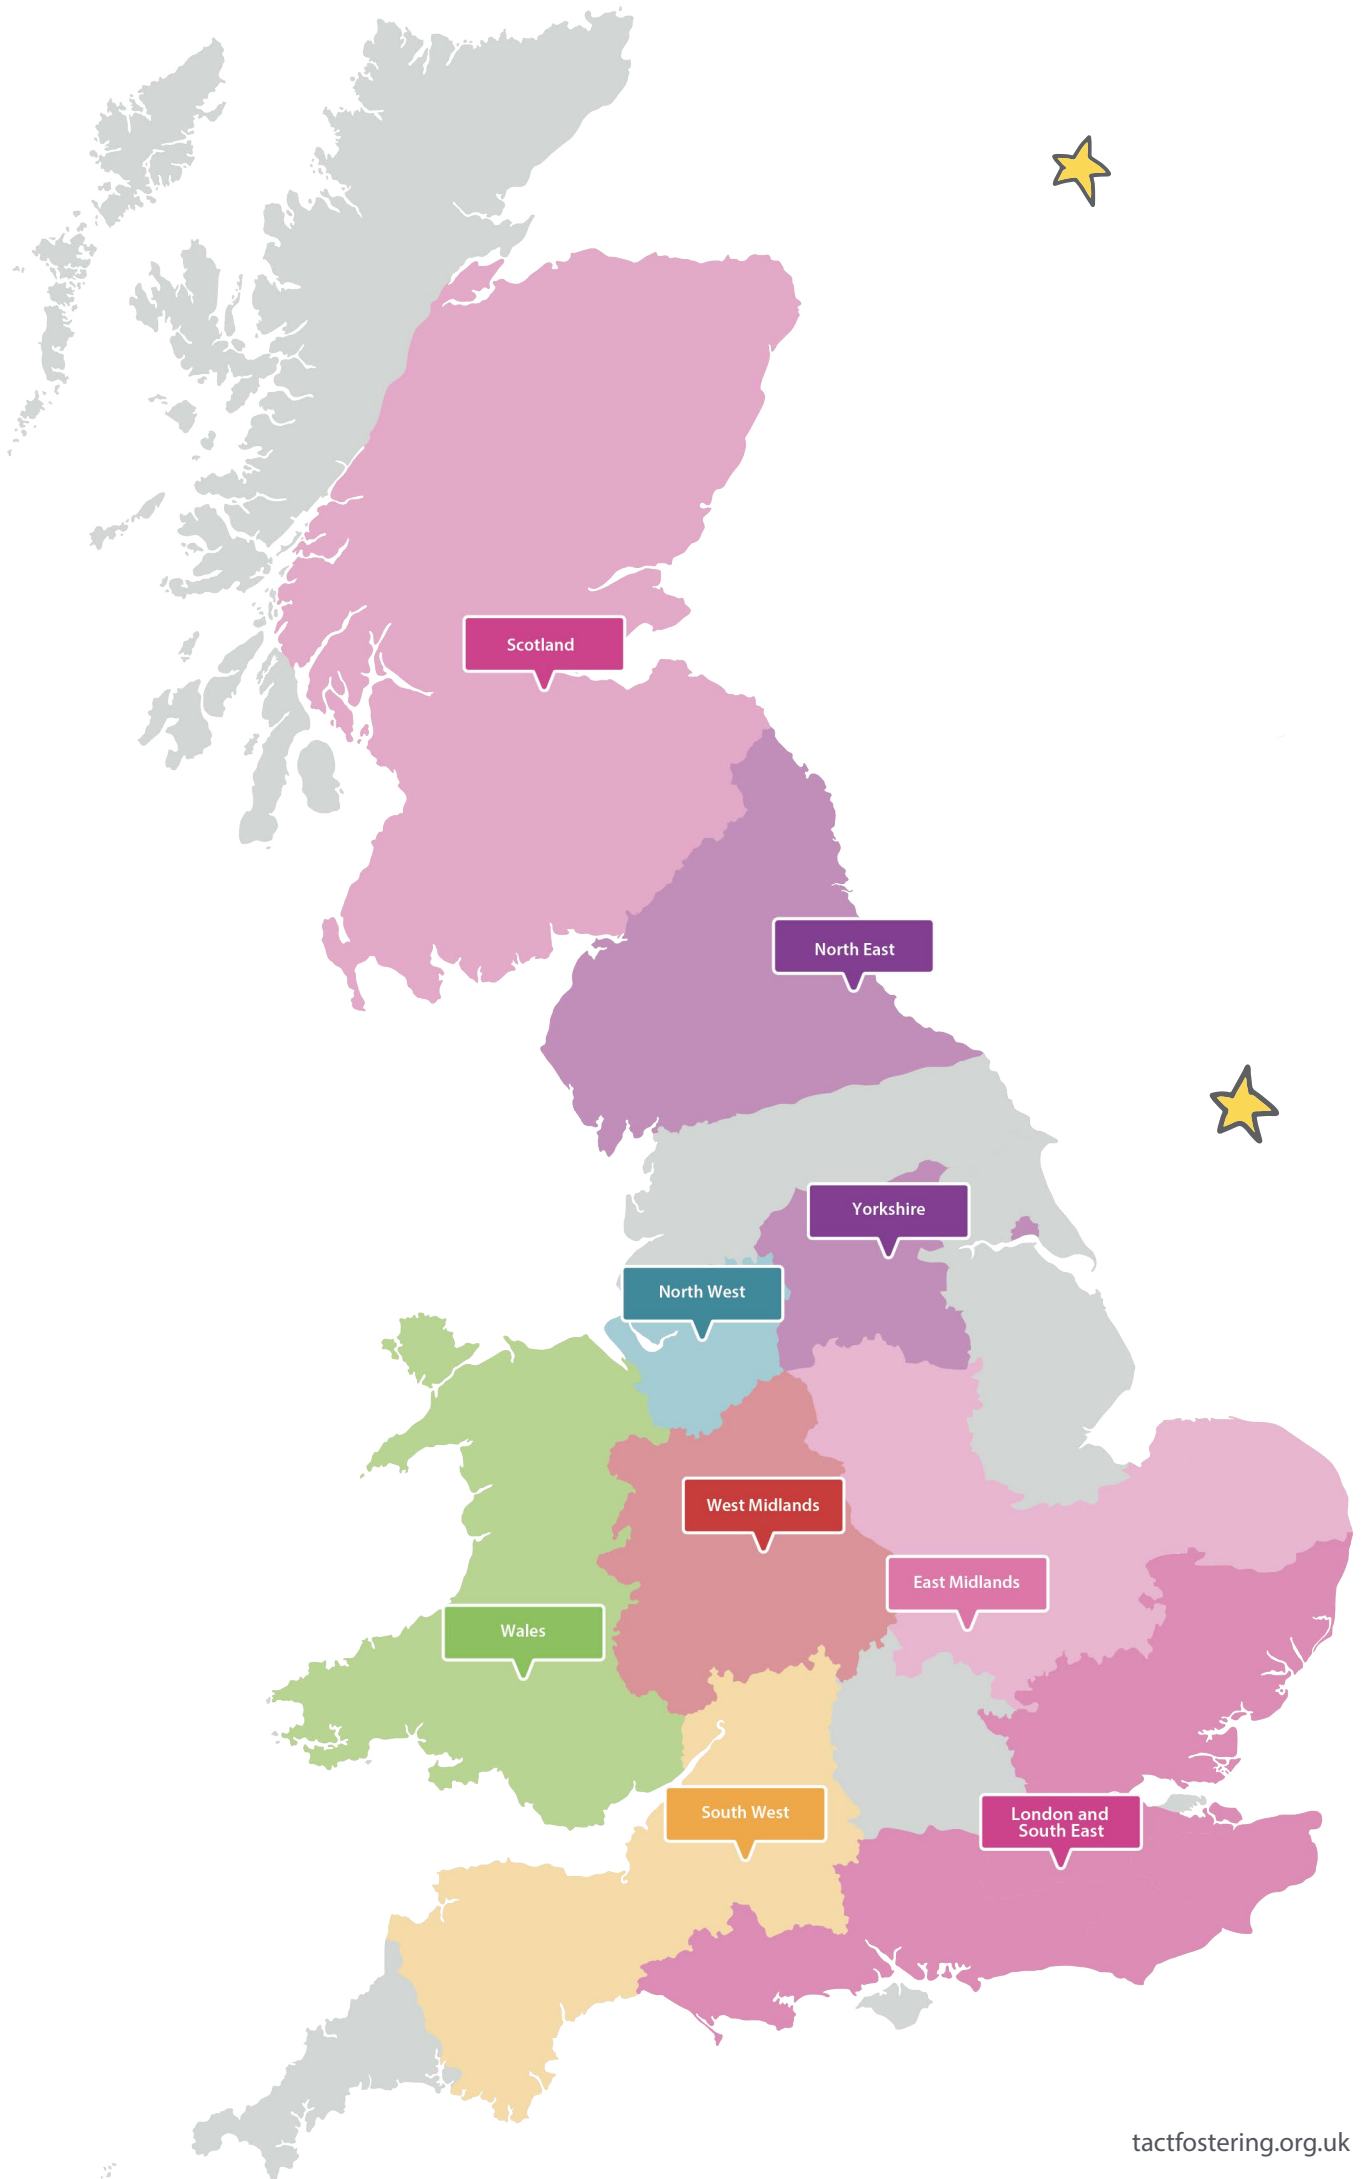 Scotland
North East
Yorkshire
North West
West Midlands
East Midlands
Wales
South West
London and
South East
tactfostering.org.uk